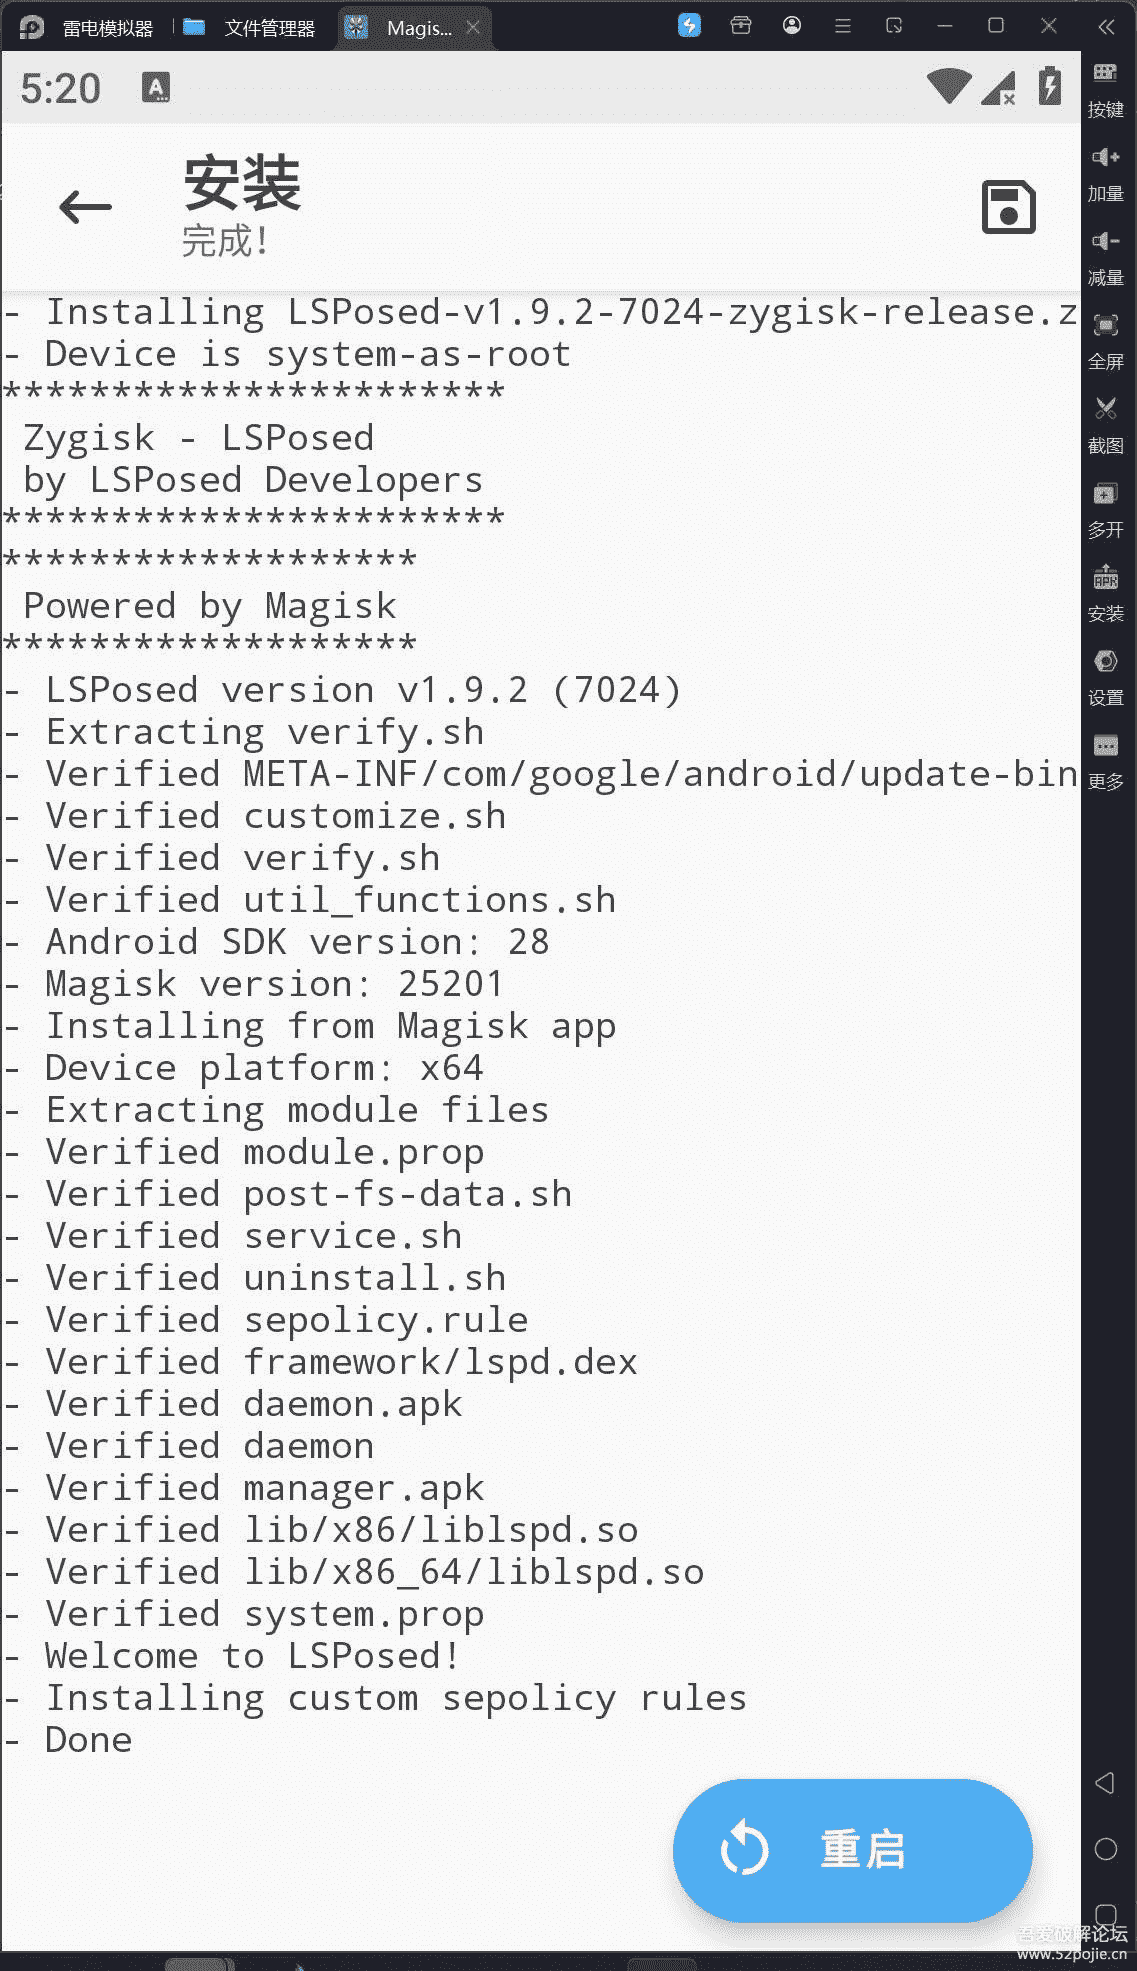 雷电模拟器 文件管理器 Magis...
5:20 A
按键
加量
减量
全屏
截图
多开
APK
安装
设置
更多
安装
完成!
- Installing LSPosed-v1.9.2-7024-zygisk-release.z
- Device is system-as-root
***********************
Zygisk - LSPosed
by LSPosed Developers
***********************
*******************
Powered by Magisk
*******************
- LSPosed version v1.9.2 (7024)
- Extracting verify.sh
- Verified META-INF/com/google/android/update-bin
- Verified customize.sh
- Verified verify.sh
- Verified util_functions.sh
- Android SDK version: 28
- Magisk version: 25201
- Installing from Magisk app
- Device platform: x64
- Extracting module files
- Verified module.prop
- Verified post-fs-data.sh
- Verified service.sh
- Verified uninstall.sh
- Verified sepolicy.rule
- Verified framework/lspd.dex
- Verified daemon.apk
- Verified daemon
- Verified manager.apk
- Verified lib/x86/liblspd.so
- Verified lib/x86_64/liblspd.so
- Verified system.prop
- Welcome to LSPosed!
- Installing custom sepolicy rules
- Done
重启
吾爱破解论坛
www.52pojie.cn